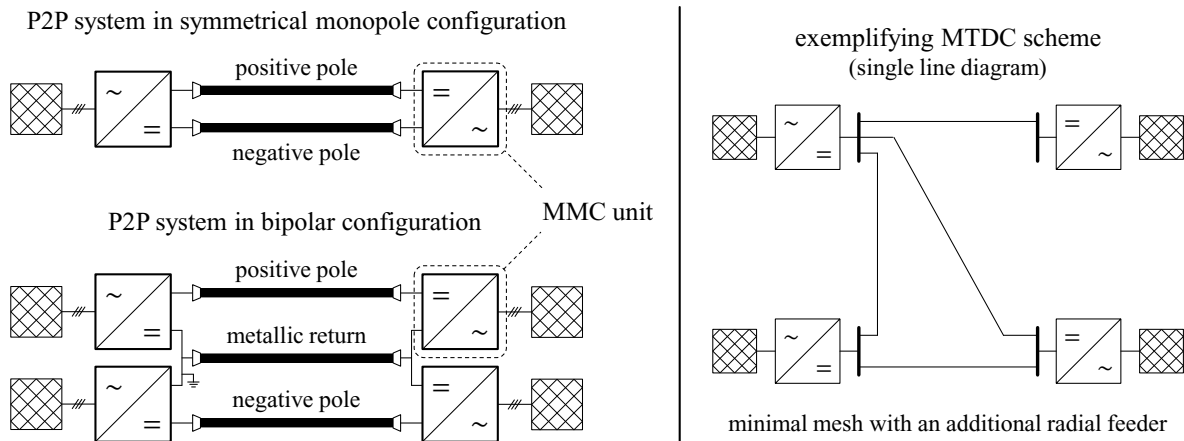 P2P system in symmetrical monopole configuration
positive pole
~
=
=
~
negative pole
P2P system in bipolar configuration
MMC unit
positive pole
~
=
=
~
metallic return
~
=
=
~
negative pole
exemplifying MTDC scheme
(single line diagram)
~
=
=
~
~
=
=
~
minimal mesh with an additional radial feeder